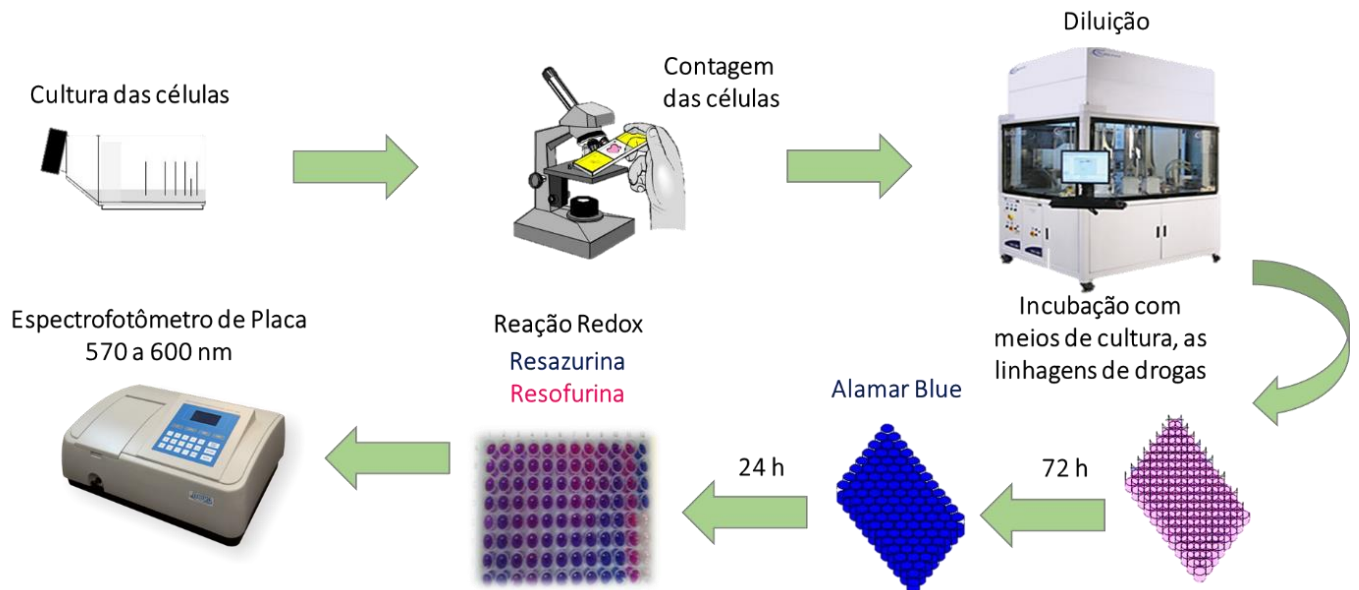 Cultura das células
Contagem
das células
Diluição
Incubação com
meios de cultura, as
linhagens de drogas
72 h
Alamar Blue
24 h
Reação Redox
Resazurina
Resofurina
Espectrofotômetro de Placa
570 a 600 nm